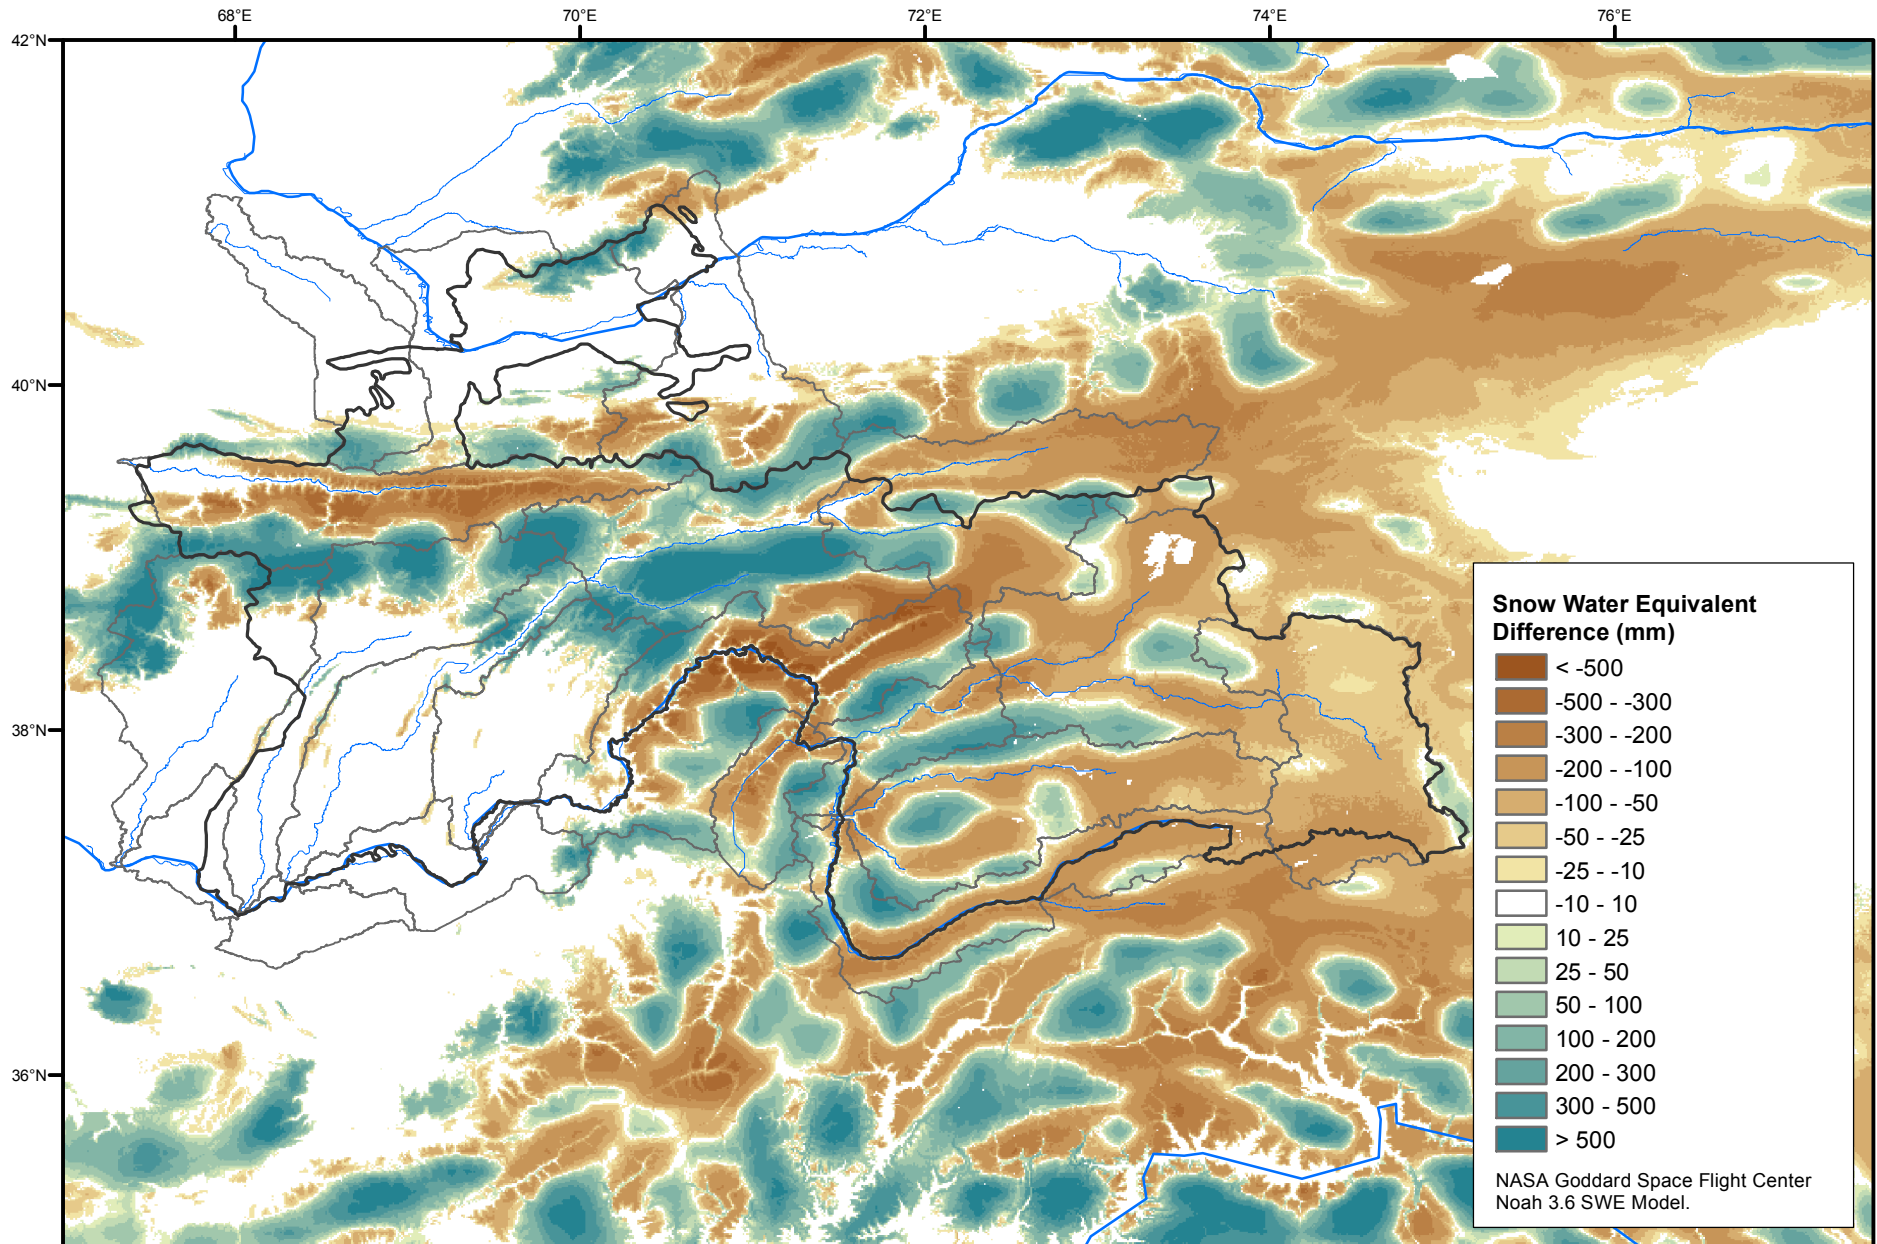 68°E
70°E
72°E
74°E
76°E
42°N
40°N
38°N
36°N
Snow Water Equivalent
Difference (mm)
< -500
-500 - -300
-300 - -200
-200 - -100
-100 - -50
-50 - -25
-25 - -10
-10 - 10
10 - 25
25 - 50
50 - 100
100 - 200
200 - 300
300 - 500
> 500
NASA Goddard Space Flight Center
Noah 3.6 SWE Model.